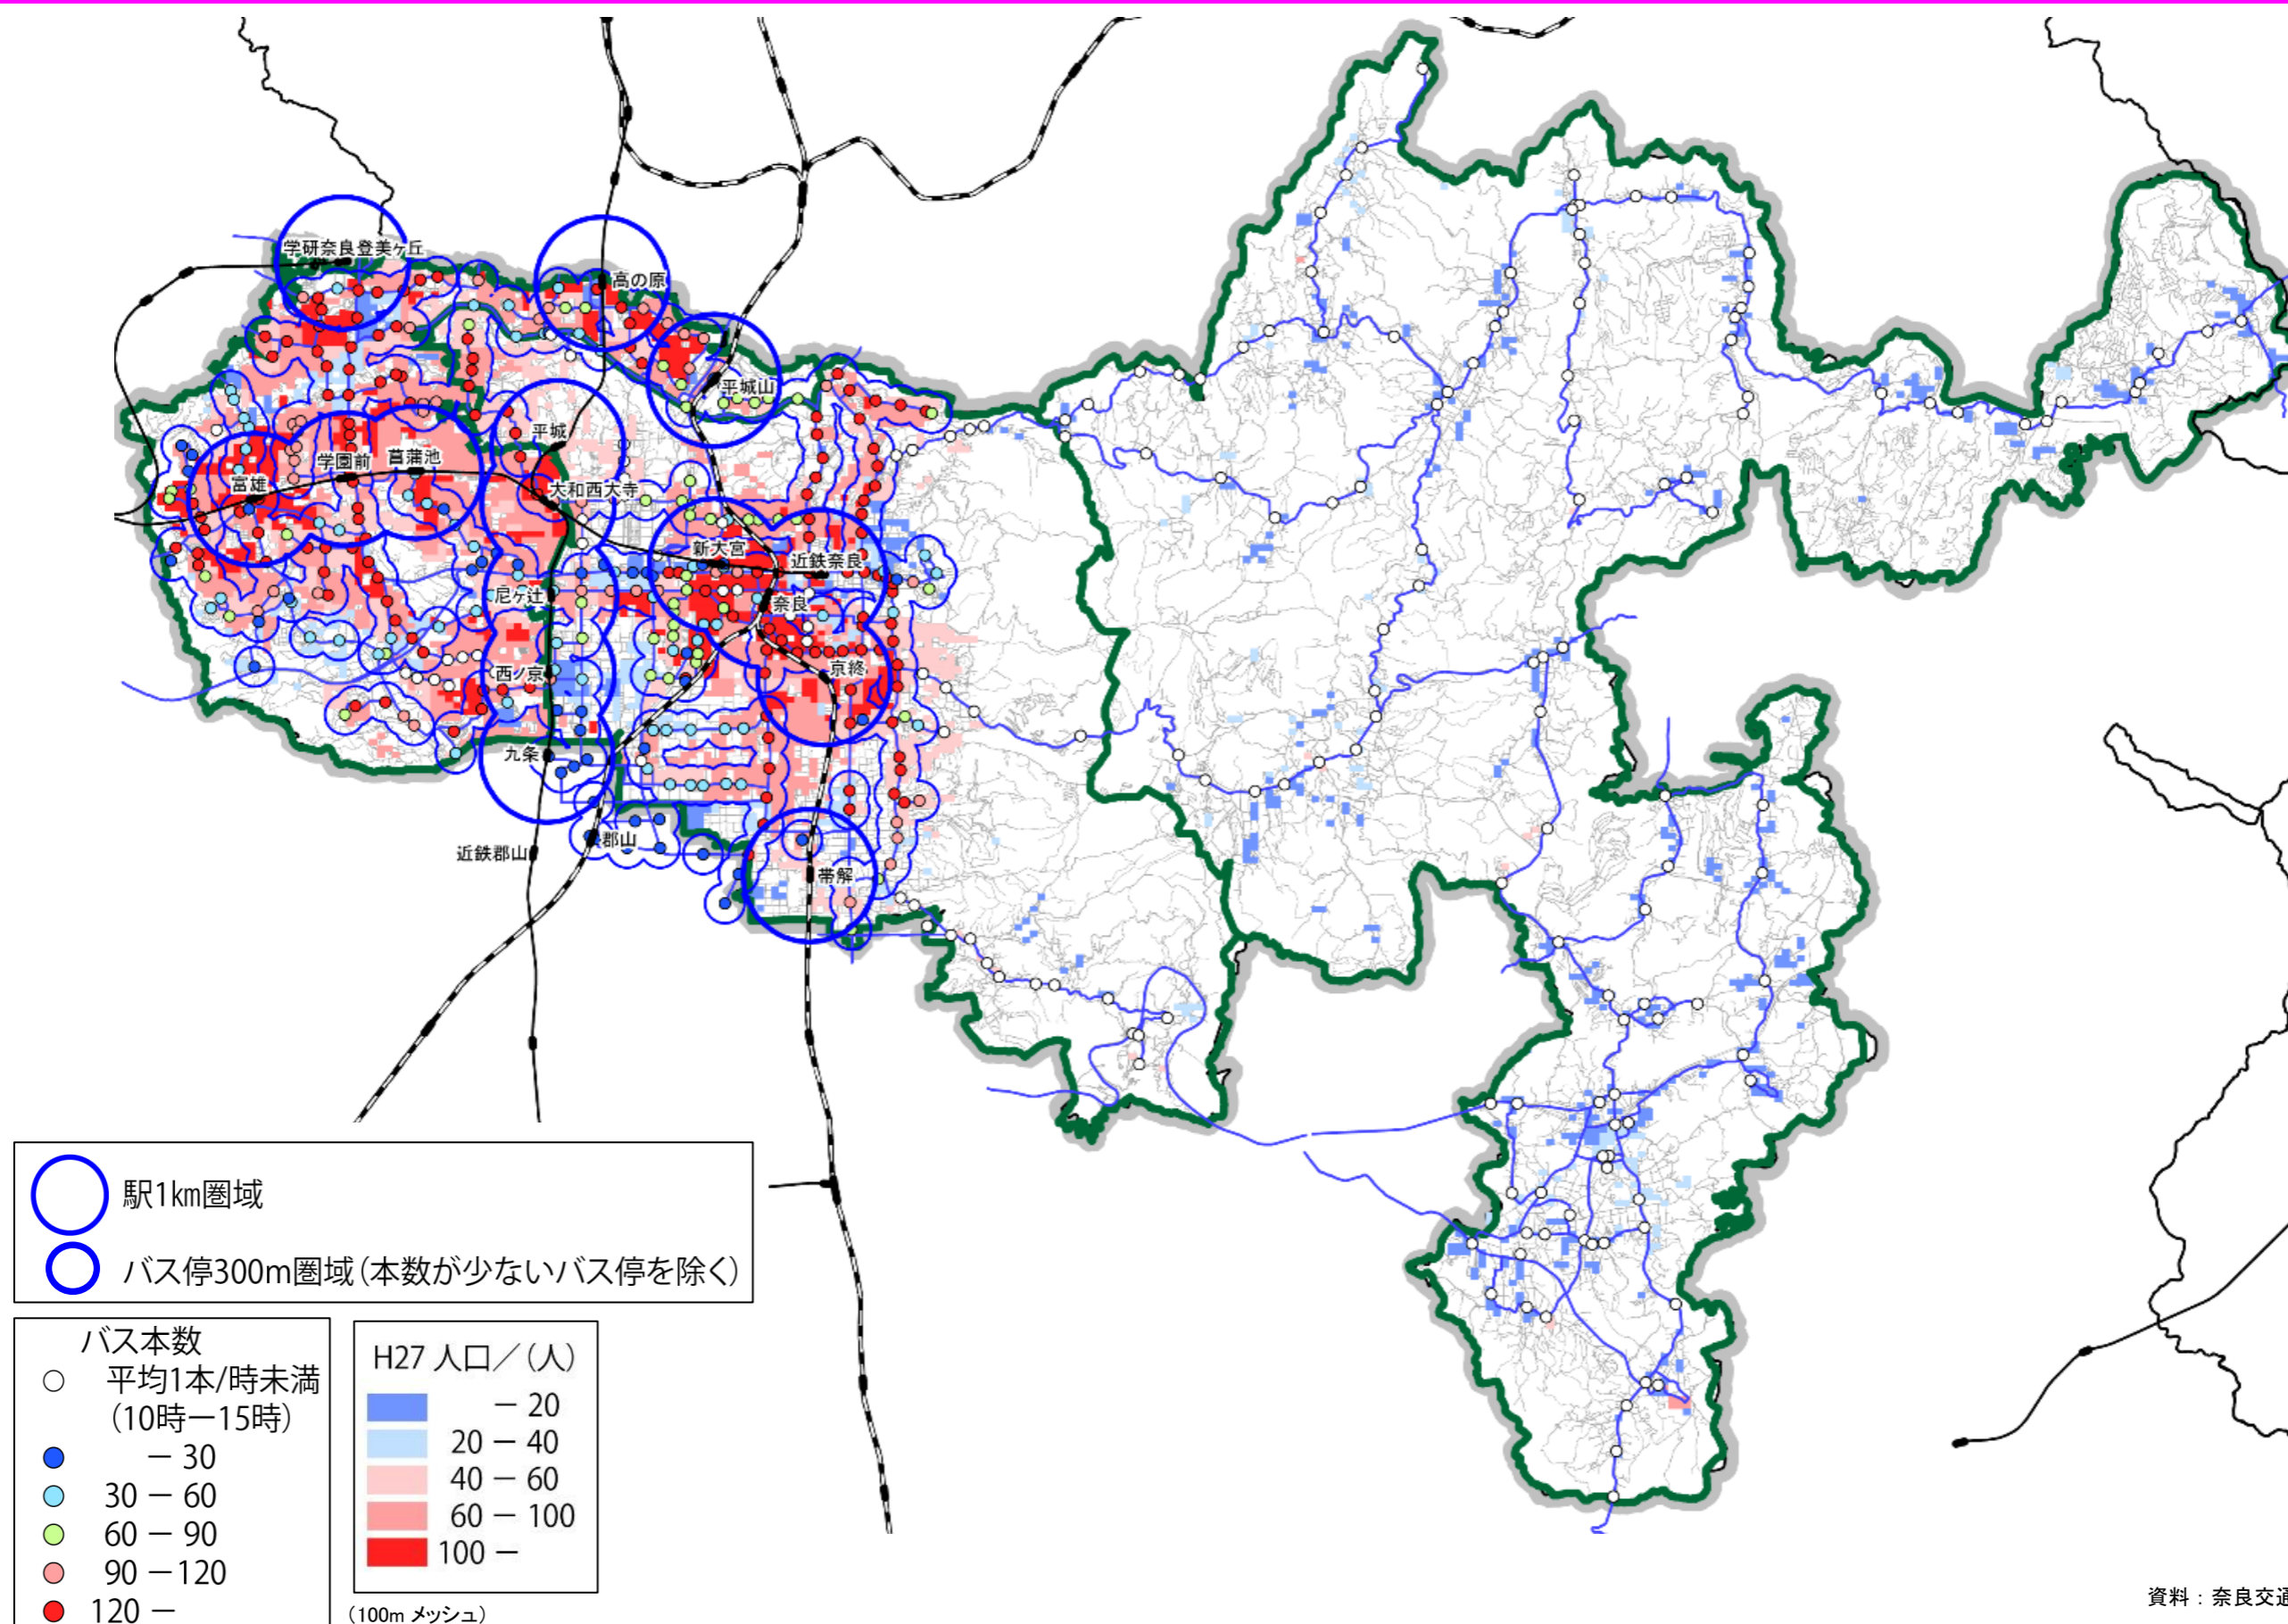 学研奈良登美ヶ丘
高の原
平城山
平城
学園前
菖蒲池
富雄
大和西大寺
新大宮
近鉄奈良
奈良
尼ヶ辻
西ノ京
京終
九条
郡山
近鉄郡山
帯解
駅1km圏域
バス停300m圏域(本数が少ないバス停を除く)
バス本数
平均1本/時未満
(10時ー15時)
－30
30－60
60－90
90－120
120－
H27 人口／(人)
－20
20－40
40－60
60－100
100－
(100m メッシュ)
資料：奈良交通